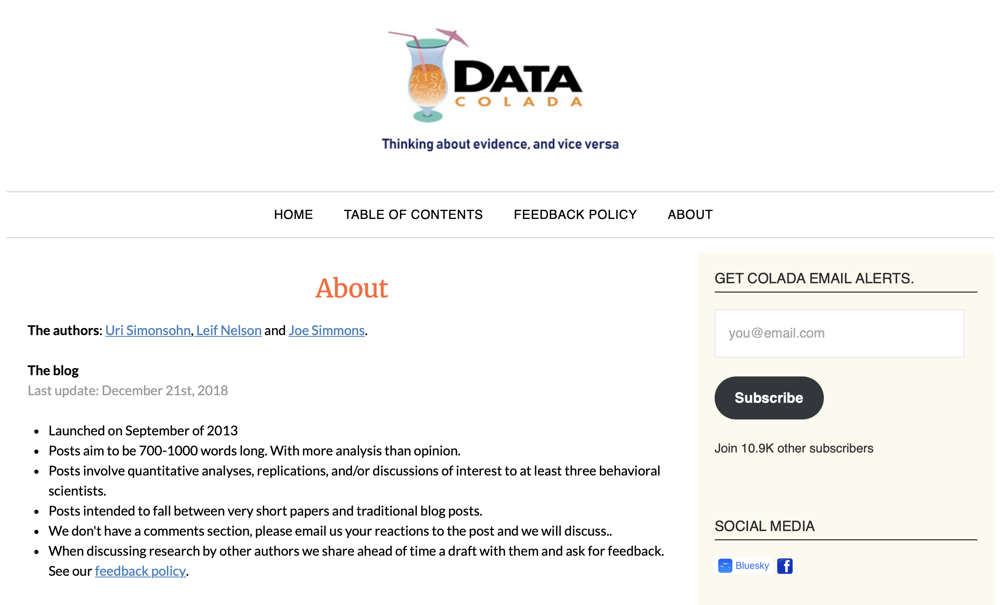 t(18)
n=20
p=.048
DATA
COLADA
Thinking about evidence, and vice versa
HOME TABLE OF CONTENTS FEEDBACK POLICY ABOUT
About
The authors: Uri Simonsohn, Leif Nelson and Joe Simmons.
The blog
Last update: December 21st, 2018
• Launched on September of 2013
• Posts aim to be 700-1000 words long. With more analysis than opinion.
• Posts involve quantitative analyses, replications, and/or discussions of interest to at least three behavioral
scientists.
• Posts intended to fall between very short papers and traditional blog posts.
• We don't have a comments section, please email us your reactions to the post and we will discuss..
• When discussing research by other authors we share ahead of time a draft with them and ask for feedback.
See our feedback policy.
GET COLADA EMAIL ALERTS.
you@email.com
Subscribe
Join 10.9K other subscribers
SOCIAL MEDIA
Bluesky f